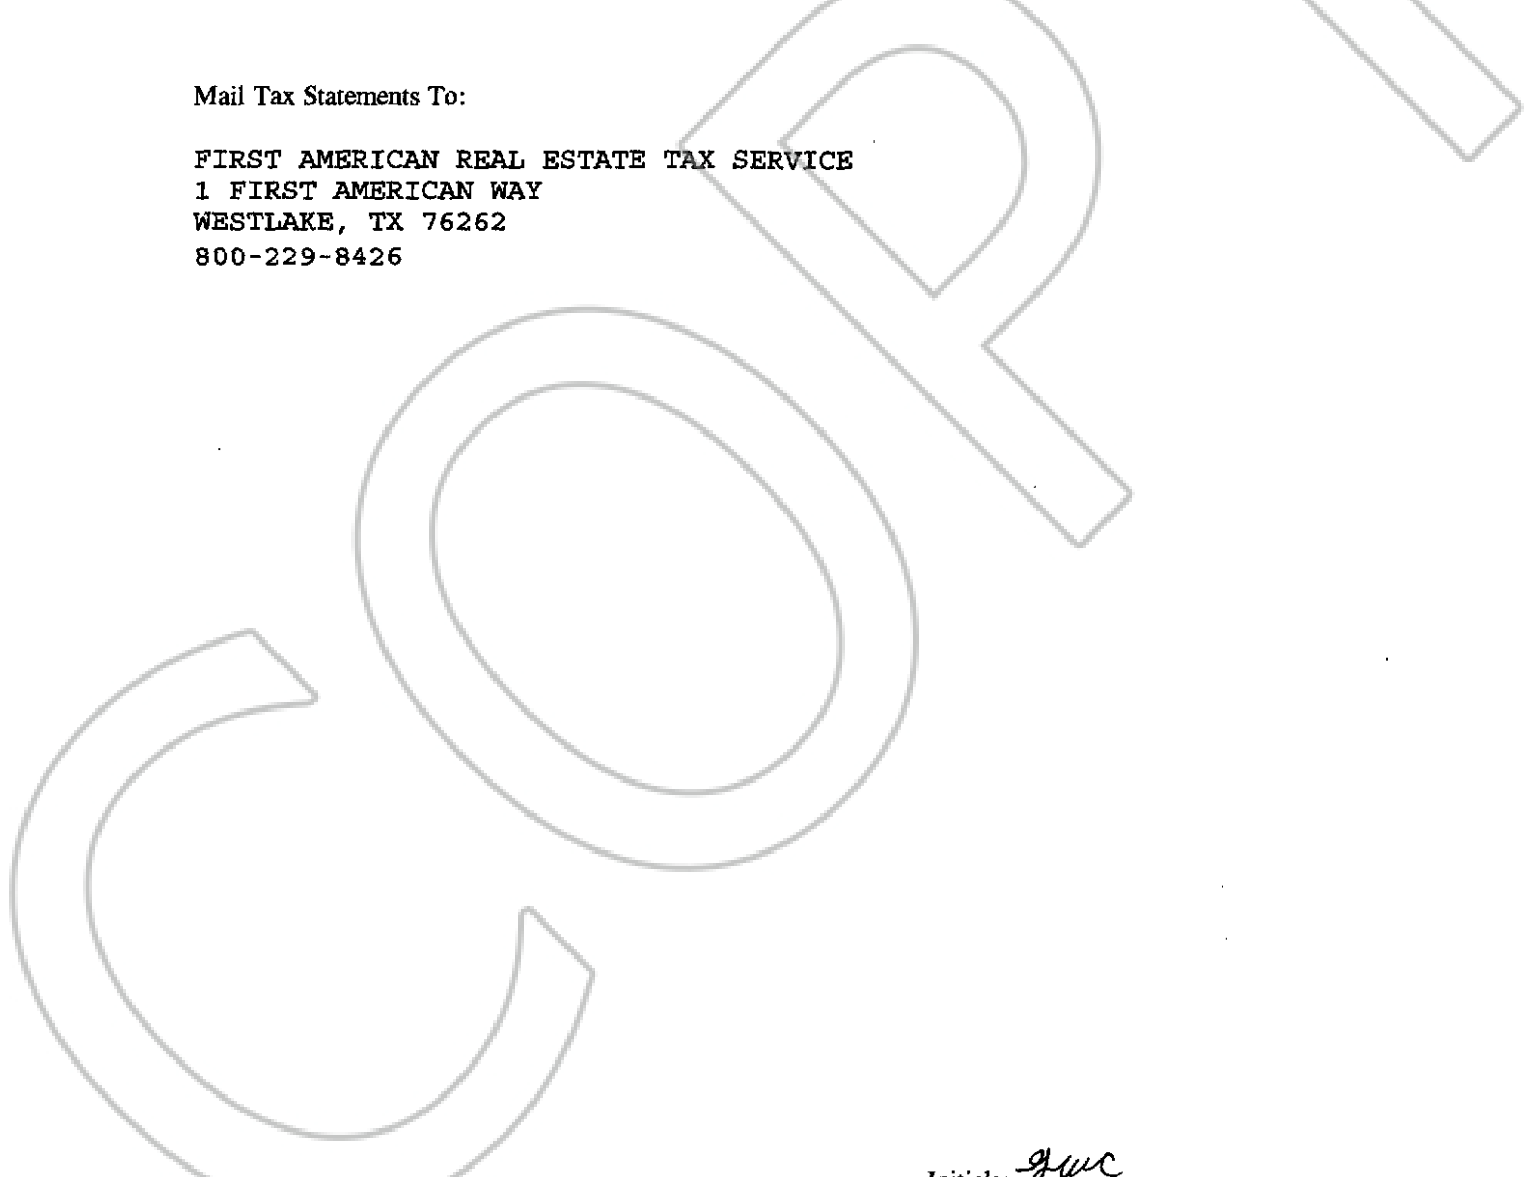 Mail Tax Statements To:
FIRST AMERICAN REAL ESTATE TAX SERVICE
1 FIRST AMERICAN WAY
WESTLAKE, TX 76262
800-229-8426
COPY